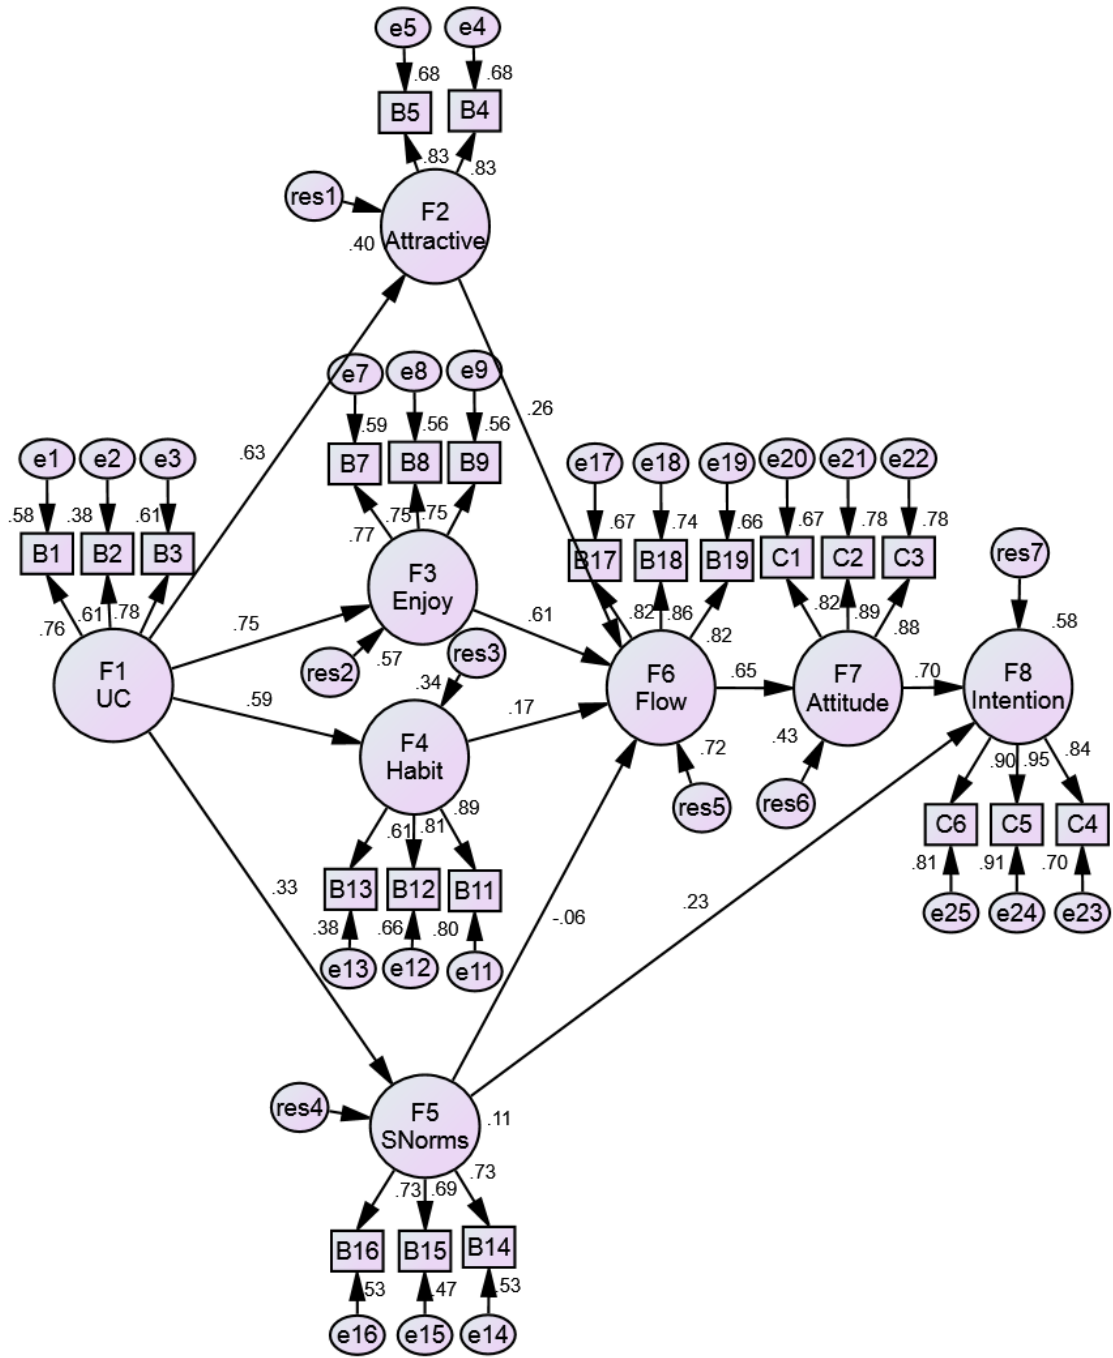 e5
e4
.68
.68
B5
B4
.83
.83
res1
F2
Attractive
.40
e7
e8
e9
.59
.56
.56
B7
B8
B9
.26
.63
e1
e2
e3
.58
.38
.61
B1
B2
B3
.76
.61
.78
.77
.75
.75
e17
e18
e19
e20
e21
e22
.67
.74
.66
.67
.78
.78
B17
B18
B19
C1
C2
C3
.82
.86
.82
.82
.89
.88
res7
.58
F3
Enjoy
.75
.61
res2
.57
res3
.34
F1
UC
.59
.17
F4
Habit
F6
Flow
.65
F7
Attitude
.70
F8
Intention
.72
res5
.43
res6
.90
.95
.84
C6
C5
C4
.81
.91
.70
e25
e24
e23
.61
.81
.89
B13
B12
B11
.38
.66
.80
e13
e12
e11
.33
-.06
.23
res4
F5
SNorms
.11
.73
.69
.73
B16
B15
B14
.53
.47
.53
e16
e15
e14